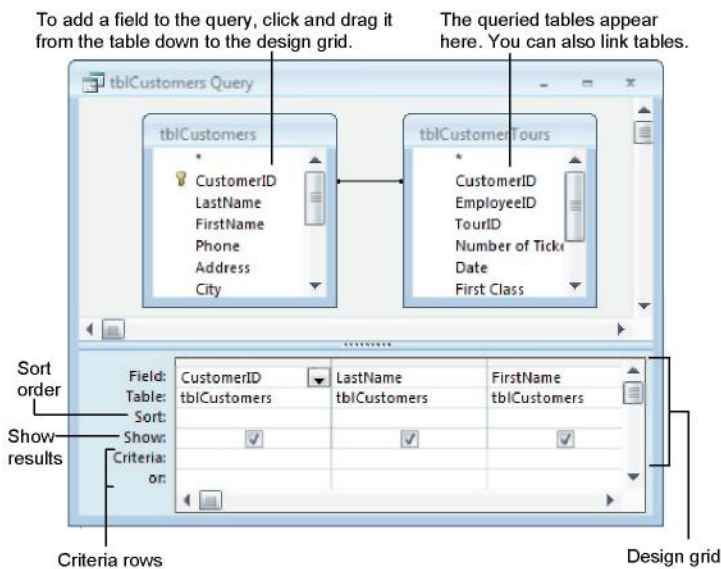 To add a field to the query, click and drag it
from the table down to the design grid.
The queried tables appear
here. You can also link tables.
tblCustomers Query
tblCustomers
*
CustomerID
LastName
FirstName
Phone
Address
City
tblCustomerTours
*
CustomerID
EmployeeID
TourID
Number of Ticke
Date
First Class
Sort
order
Show
results
Criteria rows
Field: CustomerID LastName FirstName
Table: tblCustomers tblCustomers tblCustomers
Sort:
Show:
Criteria:
or:
Design grid